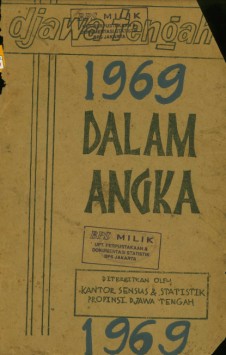 djawa tengah
BPS MILIK
1969
DALAM
ANGKA
BPS MILIK
UPT. PERPUSTAKAAN &
DOKUMENTASI STATISTIK
BPS JAKARTA
DITERBITKAN OLEH
KANTOR SENSUS & STATISTIK
PROPINSI DJAWA TENGAH
1969